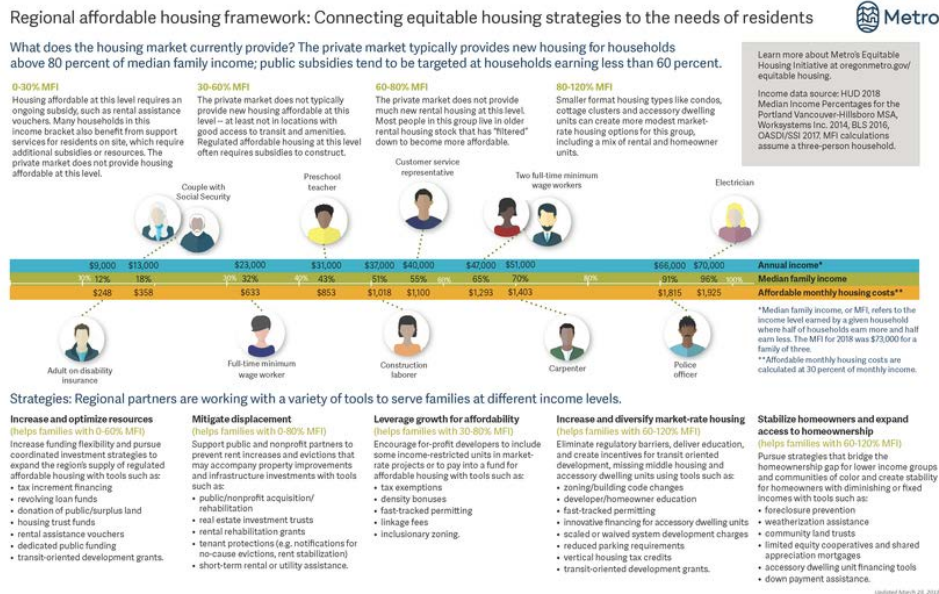 Regional affordable housing framework: Connecting equitable housing strategies to the needs of residents
Metro
What does the housing market currently provide? The private market typically provides new housing for households
above 80 percent of median family income; public subsidies tend to be targeted at households earning less than 60 percent.
Learn more about Metro's Equitable
Housing Initiative at oregonmetro.gov/
equitable housing.
Income data source: HUD 2018
Median Income Percentages for the
Portland Vancouver-Hillsboro MSA,
Worksystems Inc. 2014, BLS 2016,
OASDI/SSI 2017. MFI calculations
assume a three-person household.
0-30% MFI
Housing affordable at this level requires an
ongoing subsidy, such as rental assistance
vouchers. Many households in this
income bracket also benefit from support
services for residents on site, which require
additional subsidies or resources. The
private market does not provide housing
affordable at this level.
30-60% MFI
The private market does not typically
provide new housing affordable at this
level -- at least not in locations with
good access to transit and amenities.
Regulated affordable housing at this level
often requires subsidies to construct.
60-80% MFI
The private market does not provide
much new rental housing at this level.
Most people in this group live in older
rental housing stock that has "filtered"
down to become more affordable.
80-120% MFI
Smaller format housing types like condos,
cottage clusters and accessory dwelling
units can create more modest market-
rate housing options for this group,
including a mix of rental and homeowner
units.
Couple with
Social Security
Preschool
teacher
Customer service
representative
Two full-time minimum
wage workers
Electrician
$9,000 $13,000 $23,000 $31,000 $37,000 $40,000 $47,000 $51,000 $66,000 $70,000 Annual income*
10% 12% 18% 30% 32% 40% 43% 51% 55% 60% 65% 70% 80% 91% 96% 100% Median family income
$248 $358 $633 $853 $1,018 $1,100 $1,293 $1,403 $1,815 $1,925 Affordable monthly housing costs**
Adult on disability
insurance
Full-time minimum
wage worker
Construction
laborer
Carpenter
Police
officer
*Median family income, or MFI, refers to the
income level earned by a given household
where half of households earn more and half
earn less. The MFI for 2018 was $73,000 for a
family of three.
**Affordable monthly housing costs are
calculated at 30 percent of monthly income.
Strategies: Regional partners are working with a variety of tools to serve families at different income levels.
Increase and optimize resources
(helps families with 0-60% MFI)
Increase funding flexibility and pursue
coordinated investment strategies to
expand the region's supply of regulated
affordable housing with tools such as:
• tax increment financing
• revolving loan funds
• donation of public/surplus land
• housing trust funds
• rental assistance vouchers
• dedicated public funding
• transit-oriented development grants.
Mitigate displacement
(helps families with 0-80% MFI)
Support public and nonprofit partners to
prevent rent increases and evictions that
may accompany property improvements
and infrastructure investments with tools
such as:
• public/nonprofit acquisition/
rehabilitation
• real estate investment trusts
• rental rehabilitation grants
• tenant protections (e.g. notifications for
no-cause evictions, rent stabilization)
• short-term rental or utility assistance.
Leverage growth for affordability
(helps families with 30-80% MFI)
Encourage for-profit developers to include
some income-restricted units in market-
rate projects or to pay into a fund for
affordable housing with tools such as:
• tax exemptions
• density bonuses
• fast-tracked permitting
• linkage fees
• inclusionary zoning.
Increase and diversify market-rate housing
(helps families with 60-120% MFI)
Eliminate regulatory barriers, deliver education,
and create incentives for transit oriented
development, missing middle housing and
accessory dwelling units using tools such as:
• zoning/building code changes
• developer/homeowner education
• fast-tracked permitting
• innovative financing for accessory dwelling units
• scaled or waived system development charges
• reduced parking requirements
• vertical housing tax credits
• transit-oriented development grants.
Stabilize homeowners and expand
access to homeownership
(helps families with 60-120% MFI)
Pursue strategies that bridge the
homeownership gap for lower income groups
and communities of color and create stability
for homeowners with diminishing or fixed
incomes with tools such as:
• foreclosure prevention
• weatherization assistance
• community land trusts
• limited equity cooperatives and shared
appreciation mortgages
• accessory dwelling unit financing tools
• down payment assistance.
Updated March